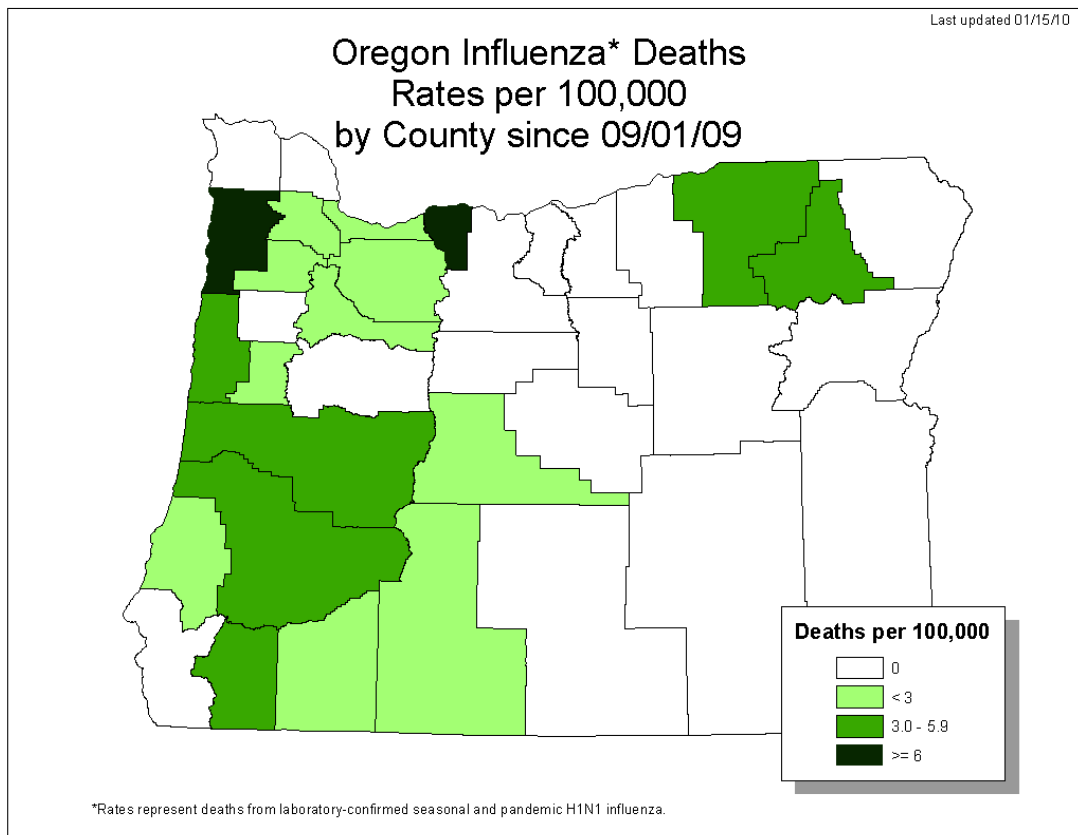 Last updated 01/15/10
Oregon Influenza* Deaths
Rates per 100,000
by County since 09/01/09
Deaths per 100,000
0
< 3
3.0 - 5.9
>= 6
*Rates represent deaths from laboratory-confirmed seasonal and pandemic H1N1 influenza.